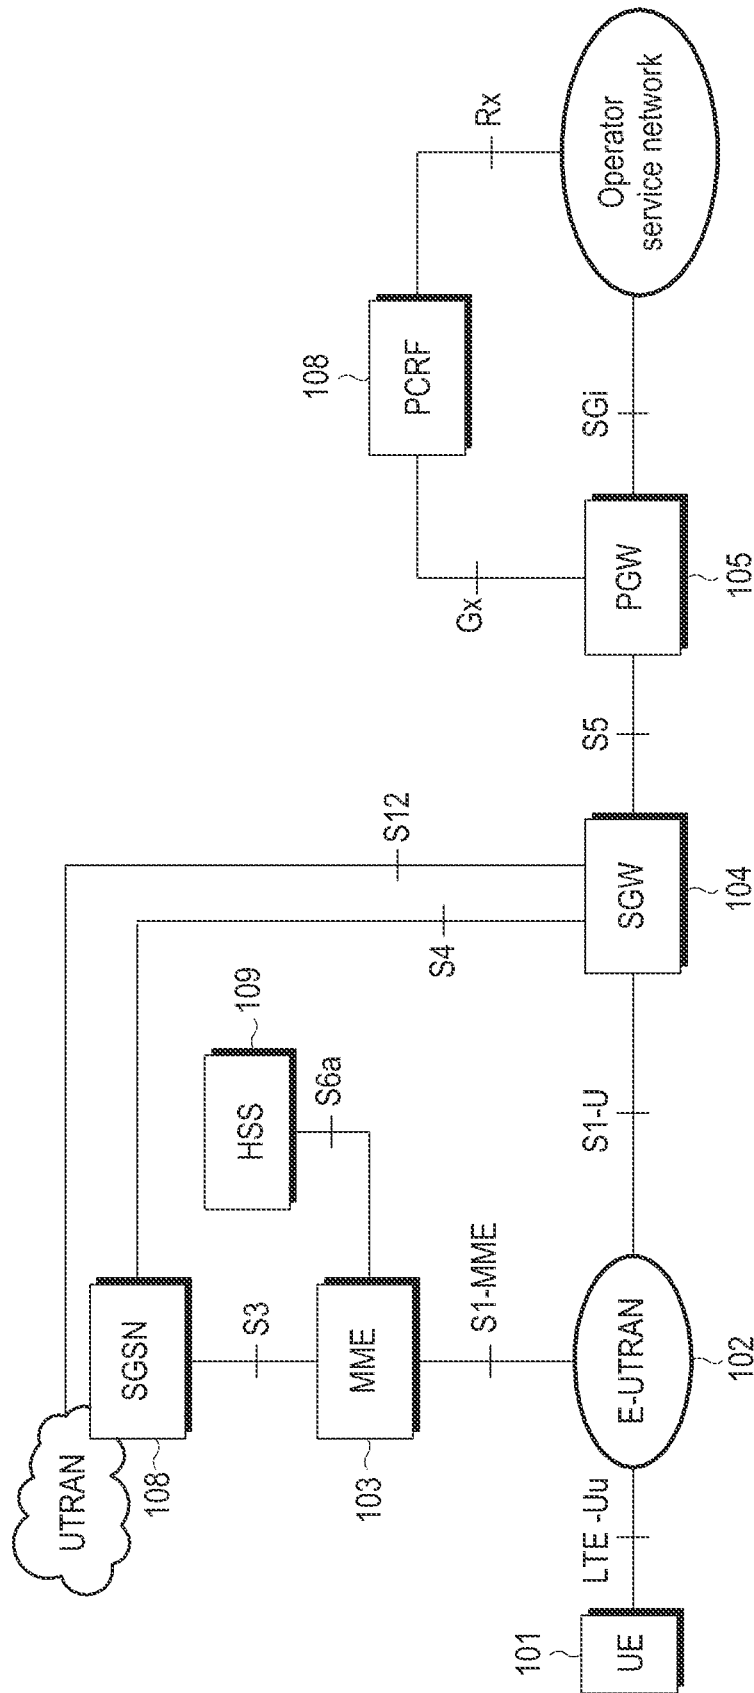 UTRAN
SGSN
108
S3
HSS
109
S6a
MME
103
S1-MME
S4
S12
PCRF
108
Gx
Rx
UE
101
LTE -Uu
E-UTRAN
102
S1-U
SGW
104
S5
PGW
105
SGi
Operator
service network